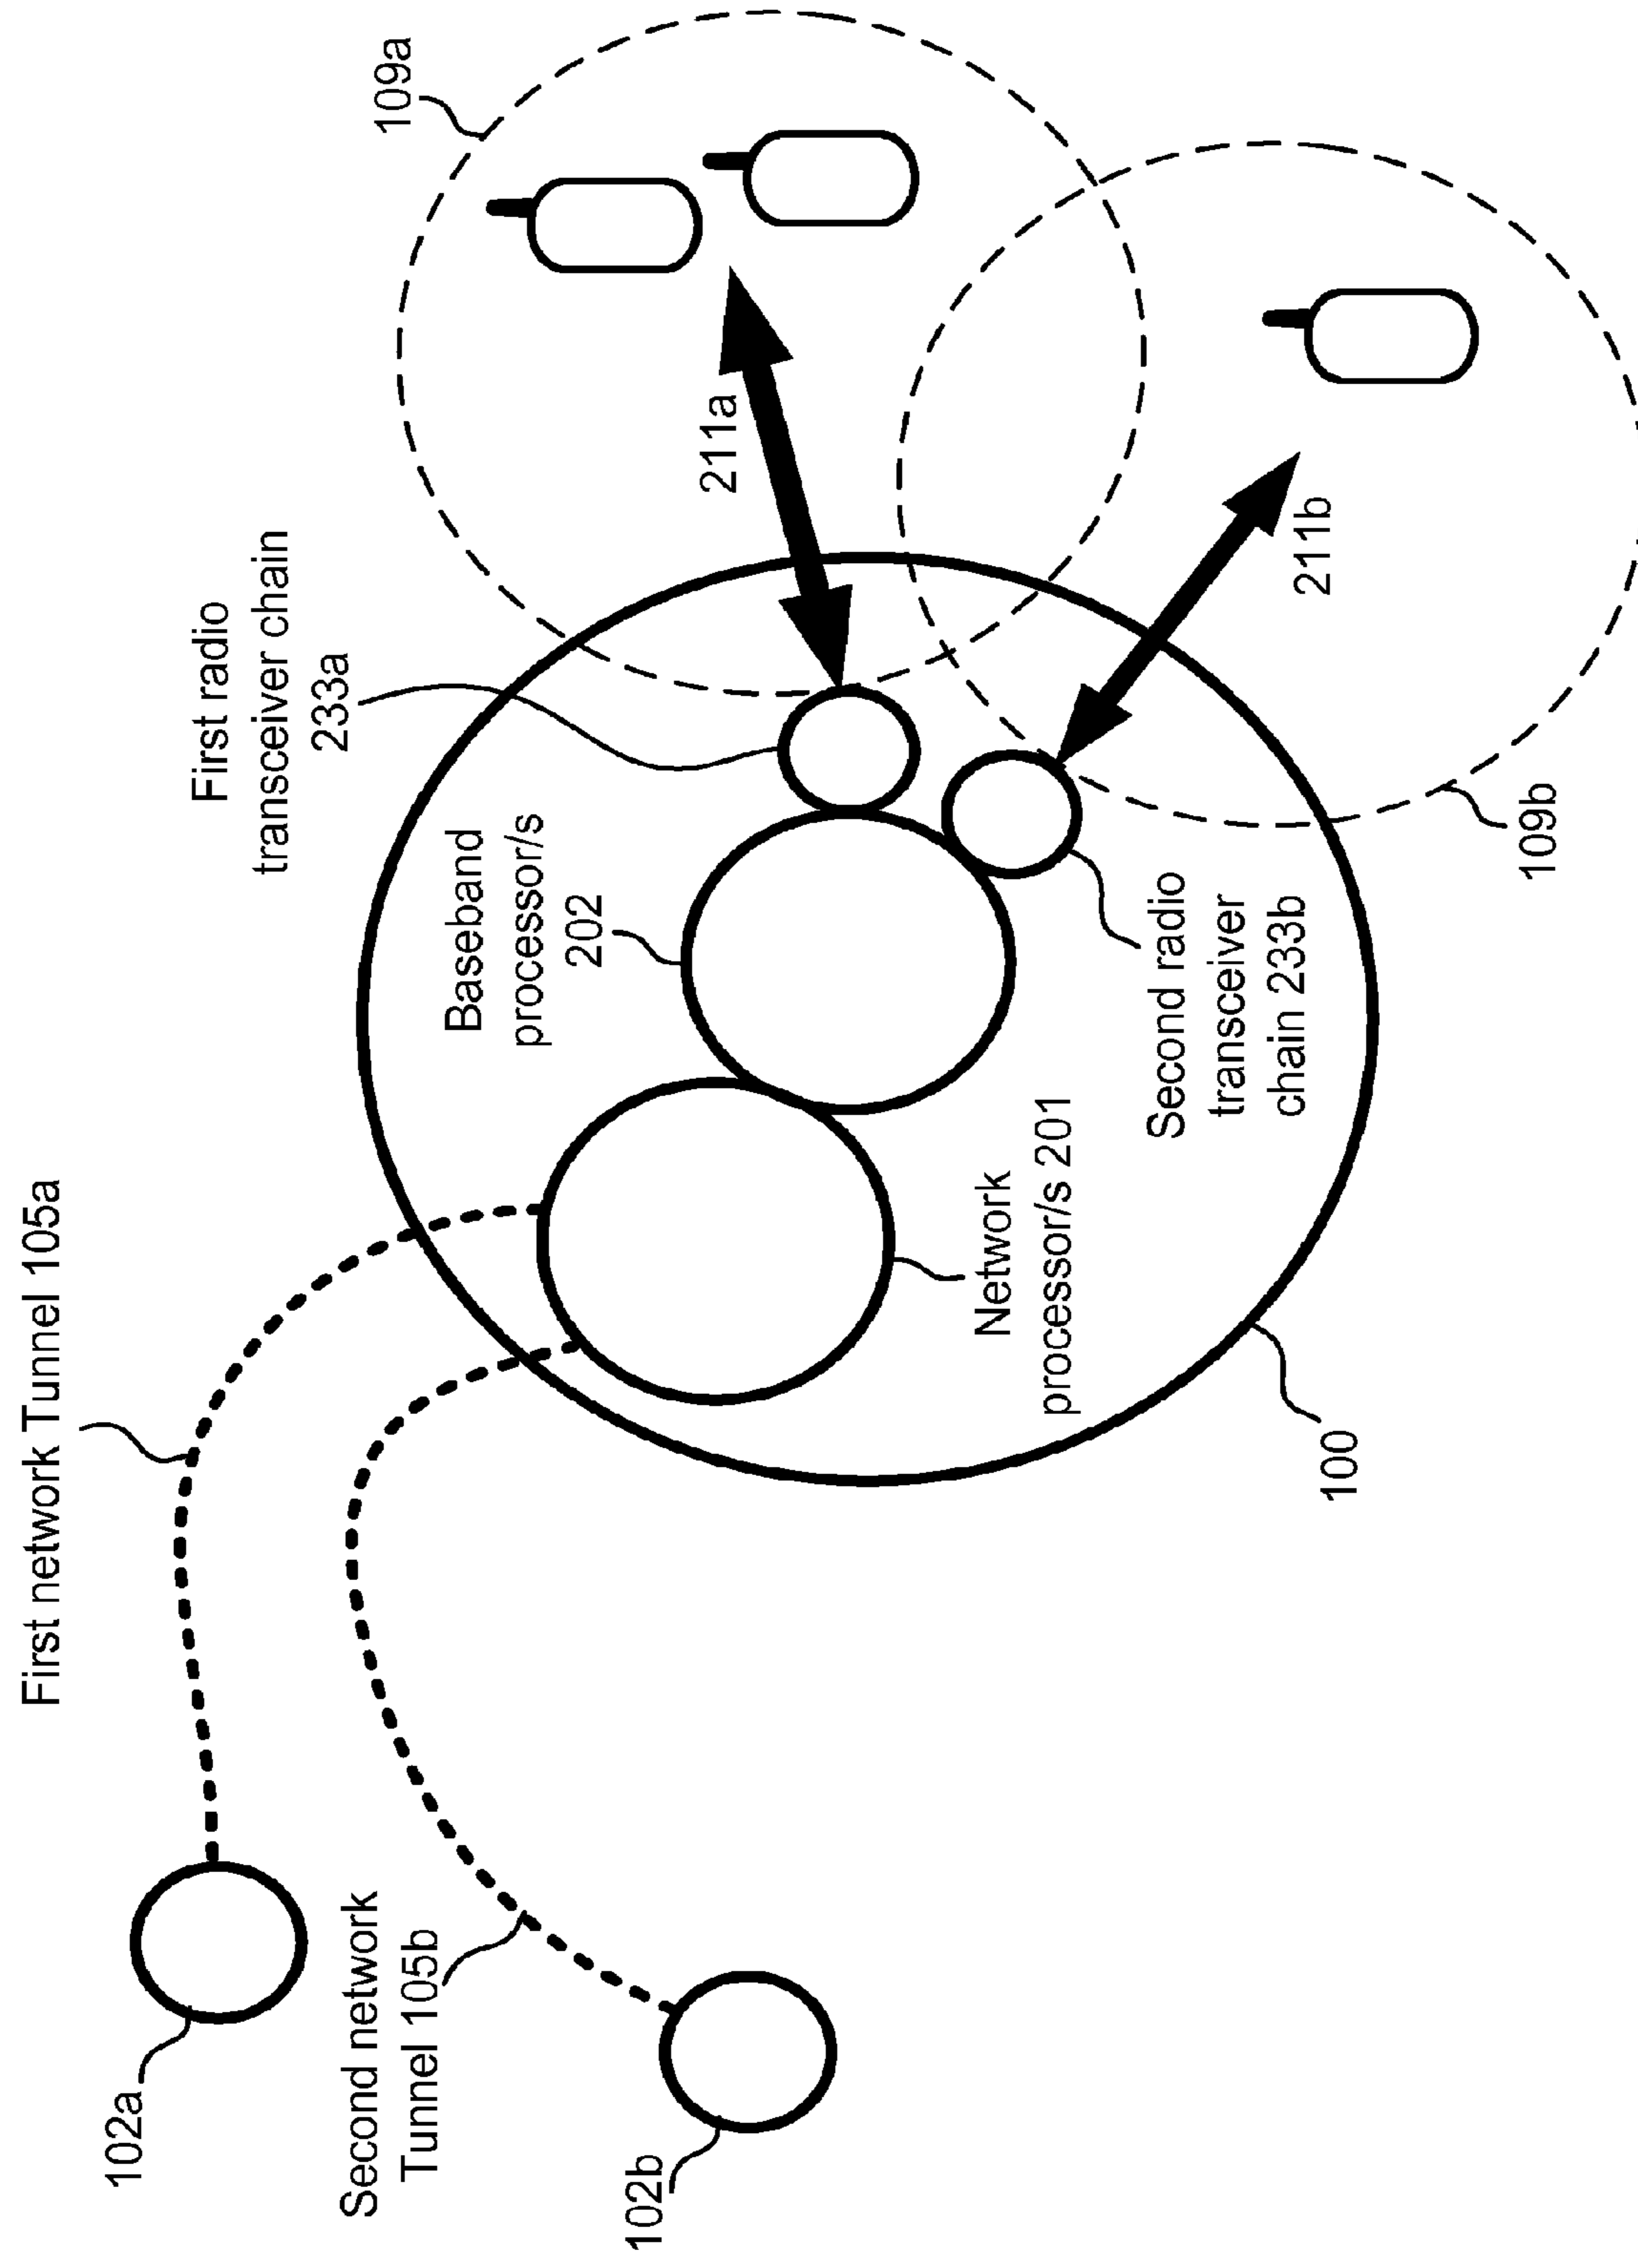 First network Tunnel 105a
102a
Second network
Tunnel 105b
102b
First radio
transceiver chain
233a
109a
Baseband
processor/s
202
211a
Network
processor/s 201
Second radio
transceiver
chain 233b
211b
100
109b